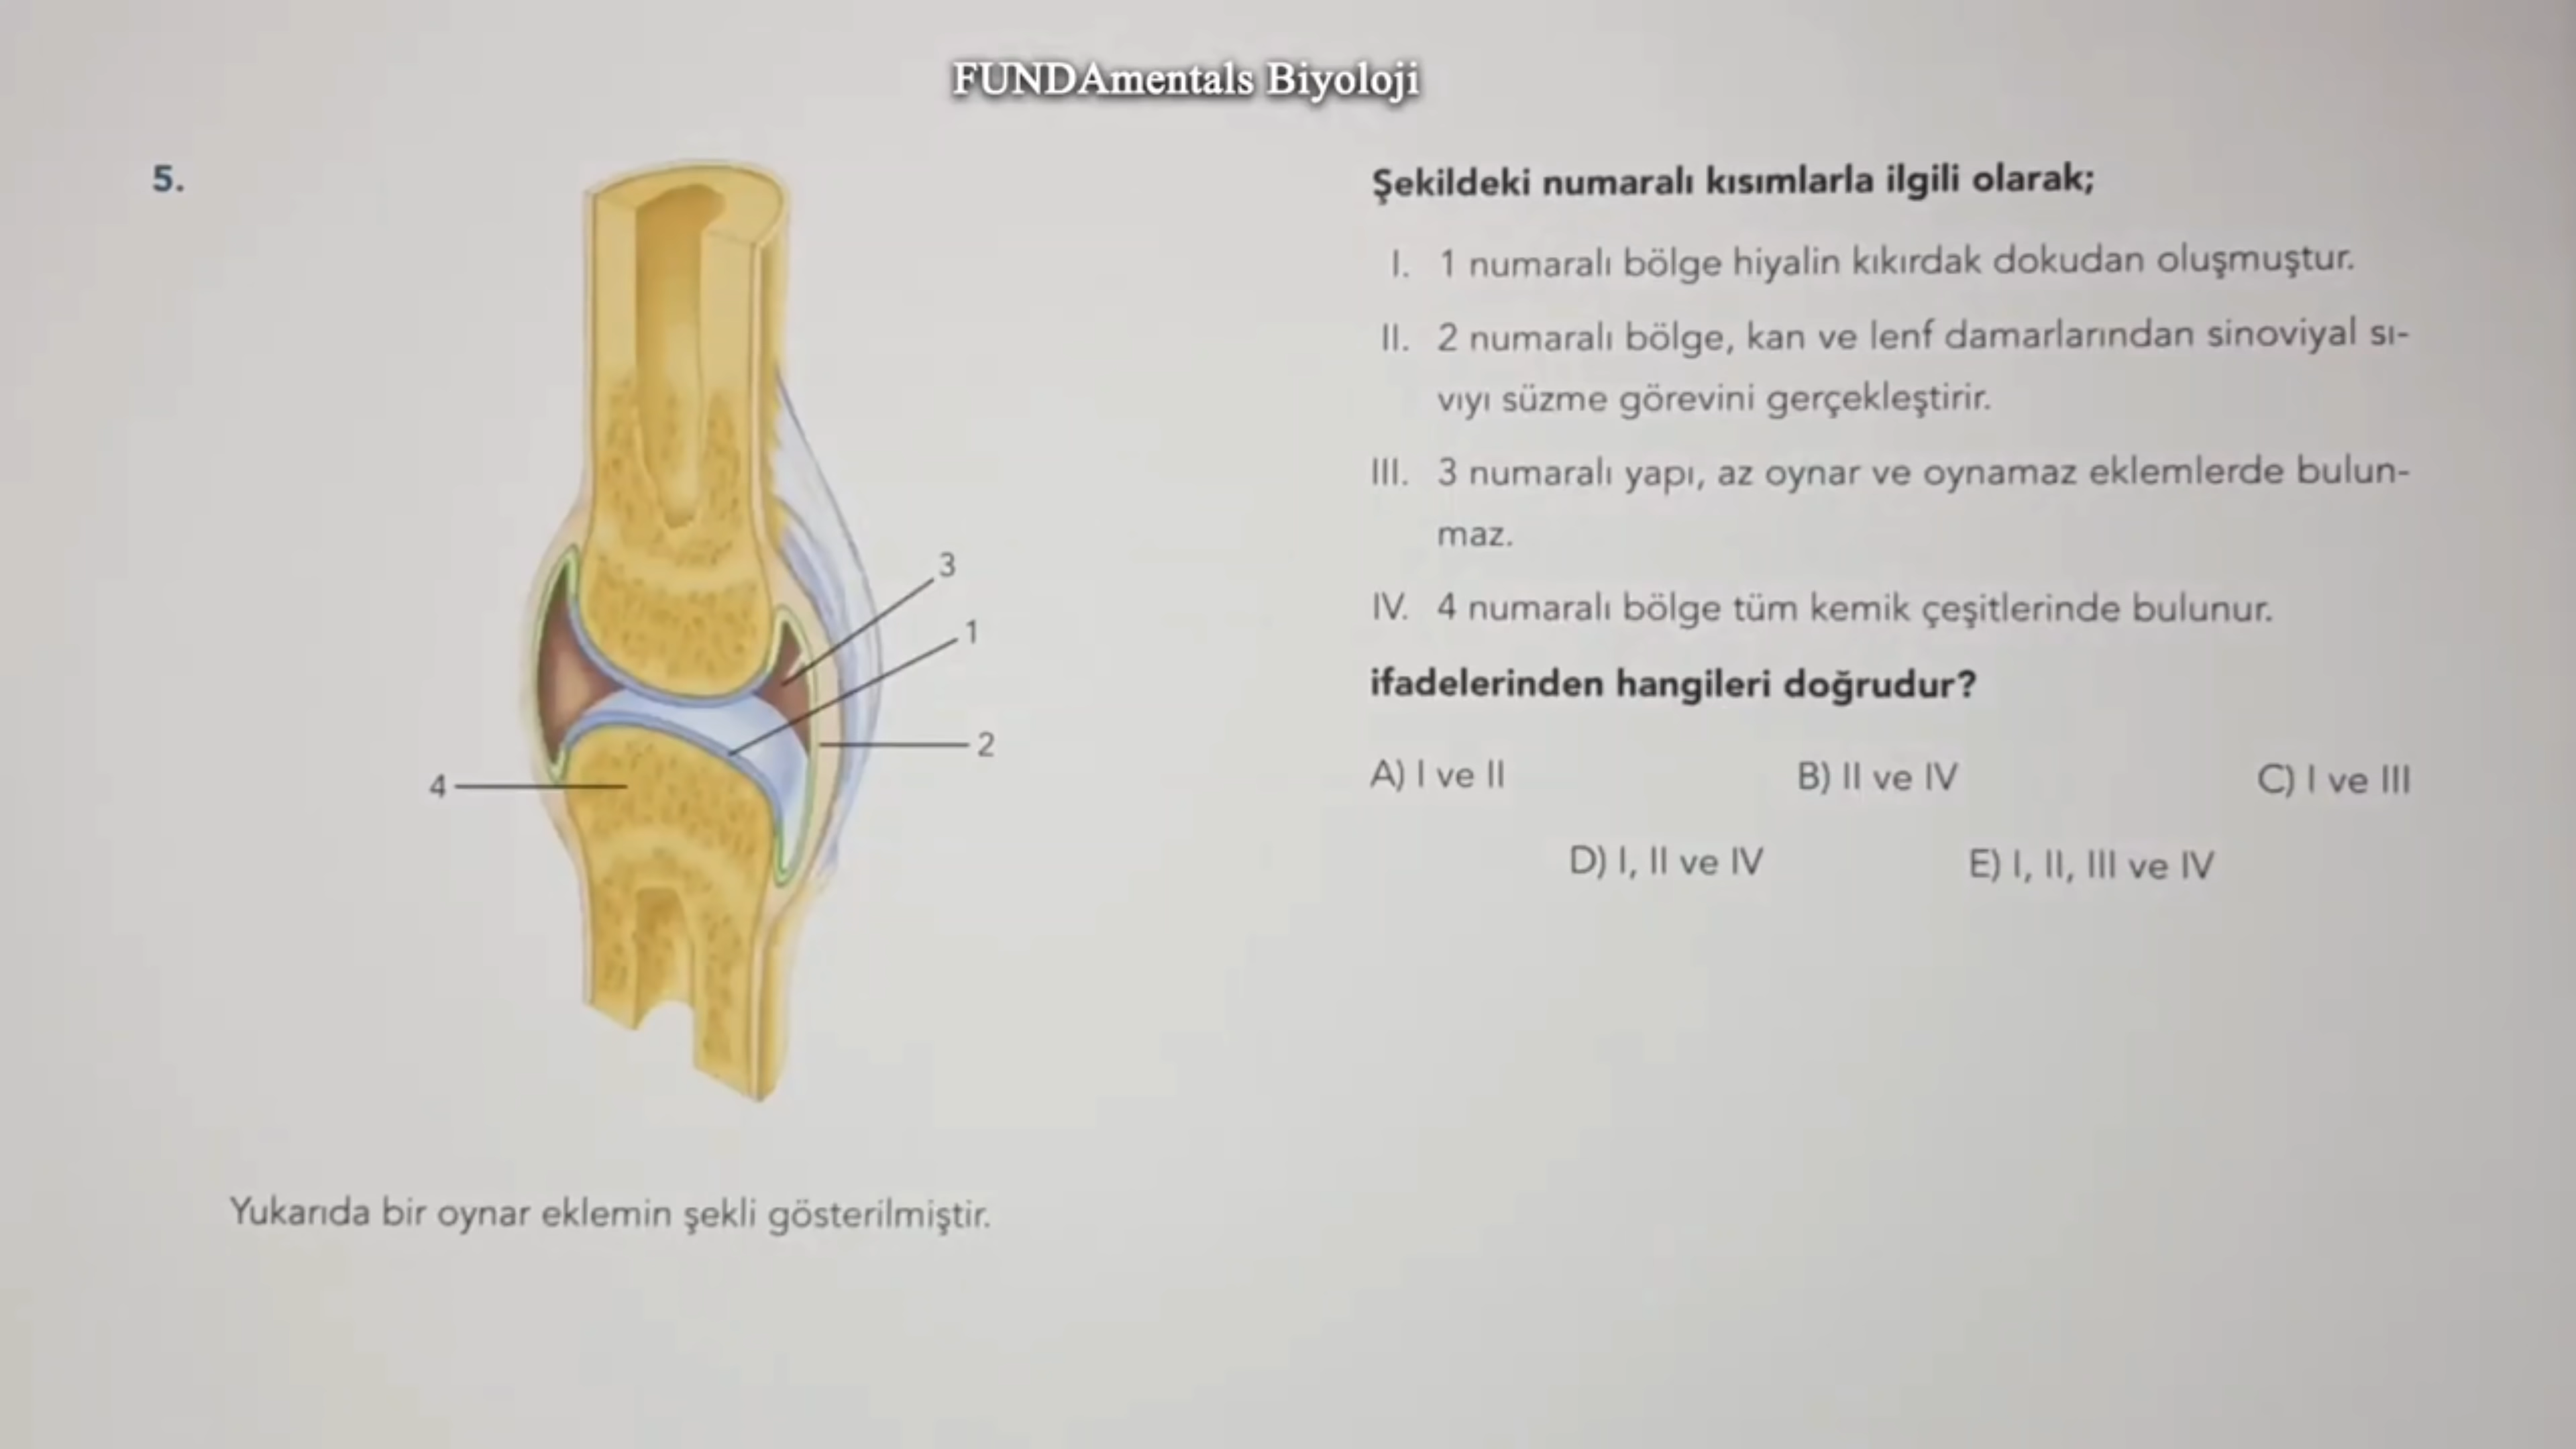 FUNDAmentals Biyoloji
5.
3
1
2
4
Yukarıda bir oynar eklemin şekli gösterilmiştir.
Şekildeki numaralı kısımlarla ilgili olarak;
I. 1 numaralı bölge hiyalin kıkırdak dokudan oluşmuştur.
II. 2 numaralı bölge, kan ve lenf damarlarından sinoviyal sı-
vıyı süzme görevini gerçekleştirir.
III. 3 numaralı yapı, az oynar ve oynamaz eklemlerde bulun-
maz.
IV. 4 numaralı bölge tüm kemik çeşitlerinde bulunur.
ifadelerinden hangileri doğrudur?
A) I ve II B) II ve IV C) I ve III
D) I, II ve IV E) I, II, III ve IV